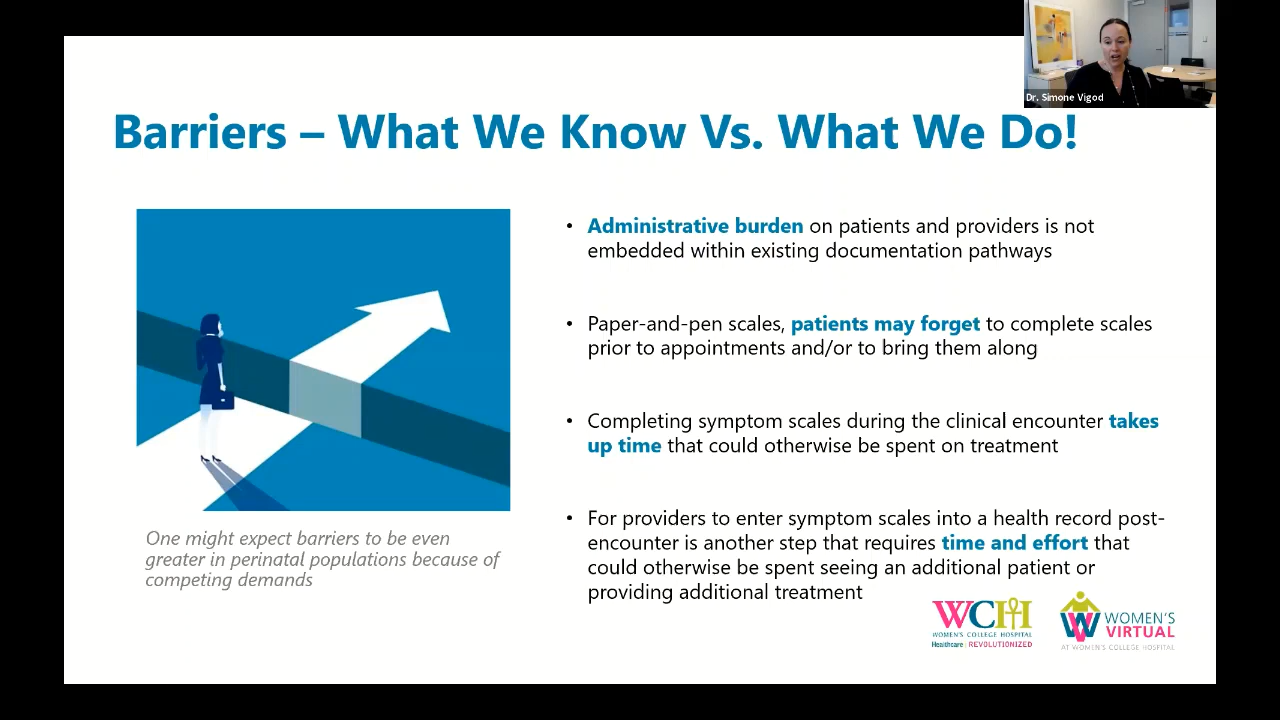 Dr. Simone Vigod
Barriers – What We Know Vs. What We Do!
• Administrative burden on patients and providers is not
embedded within existing documentation pathways
• Paper-and-pen scales, patients may forget to complete scales
prior to appointments and/or to bring them along
• Completing symptom scales during the clinical encounter takes
up time that could otherwise be spent on treatment
• For providers to enter symptom scales into a health record post-
encounter is another step that requires time and effort that
could otherwise be spent seeing an additional patient or
providing additional treatment
One might expect barriers to be even
greater in perinatal populations because of
competing demands
WCH
WOMEN'S COLLEGE HOSPITAL
Healthcare | REVOLUTIONIZED
WOMEN'S
VIRTUAL
AT WOMEN'S COLLEGE HOSPITAL